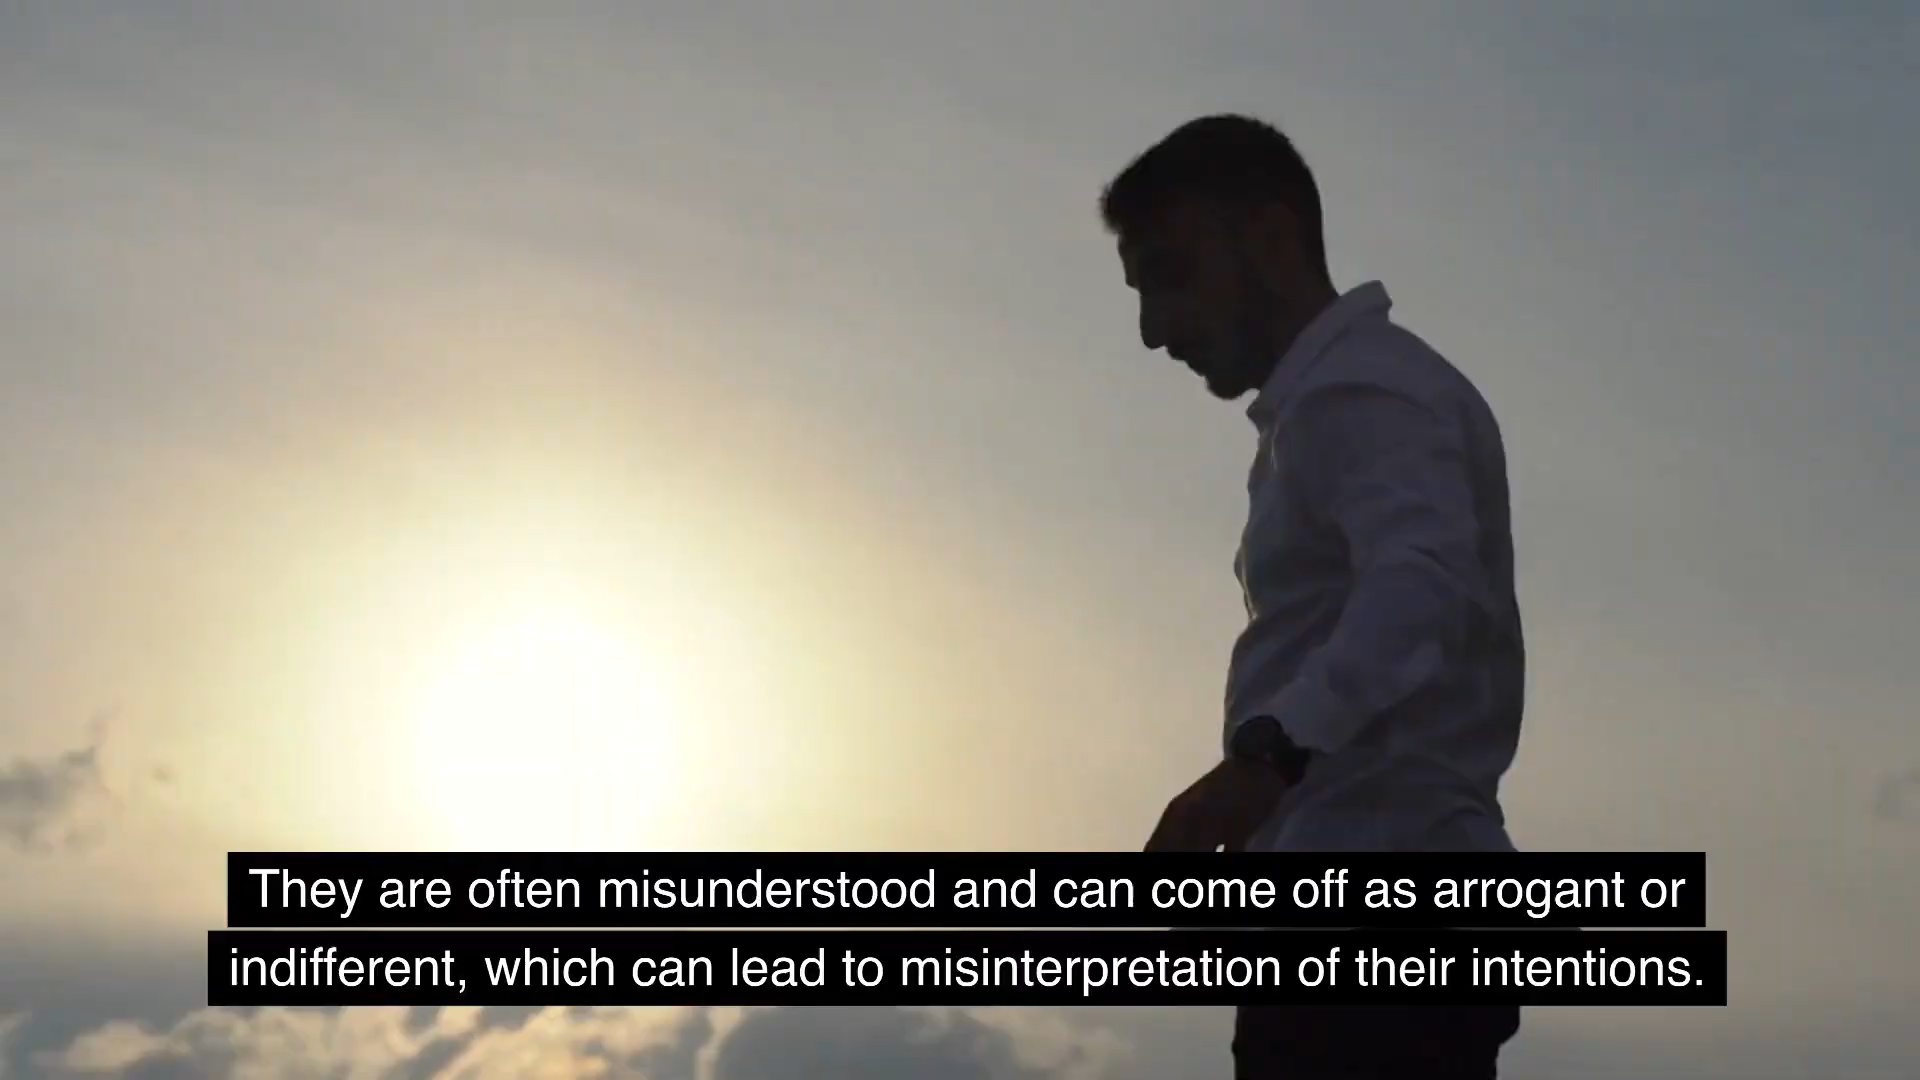 They are often misunderstood and can come off as arrogant or
indifferent, which can lead to misinterpretation of their intentions.